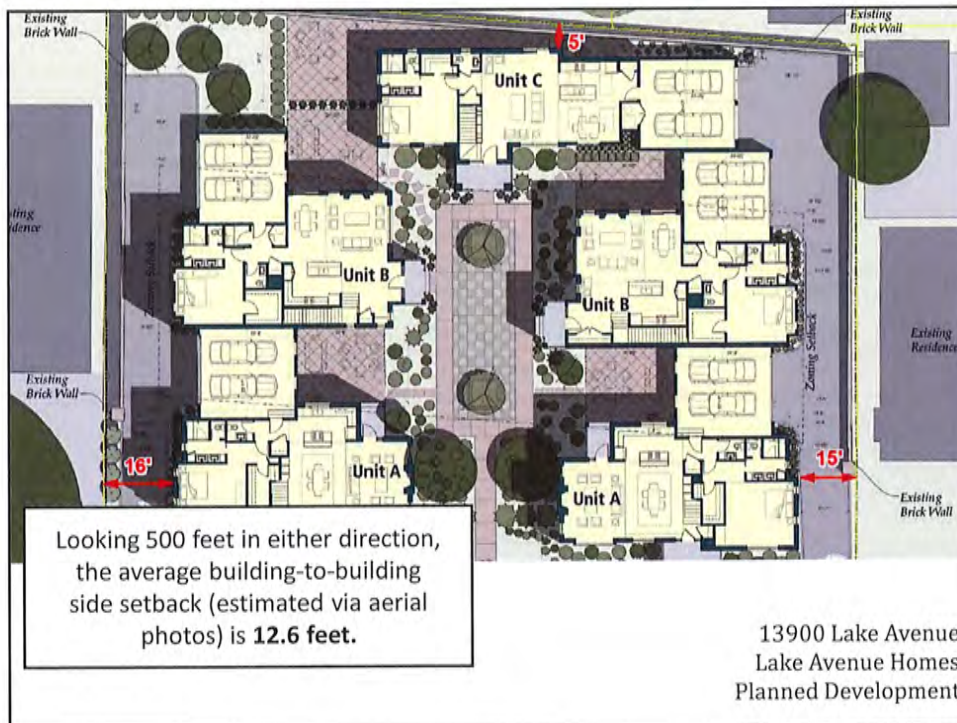 Existing
Brick Wall
5'
Existing
Brick Wall
Unit C
Existing
Residence
Zoning Setback
Unit B
Unit B
Zoning Setback
Existing
Residence
Existing
Brick Wall
16'
Unit A
Unit A
15'
Existing
Brick Wall
Looking 500 feet in either direction,
the average building-to-building
side setback (estimated via aerial
photos) is 12.6 feet.
13900 Lake Avenue
Lake Avenue Homes
Planned Development